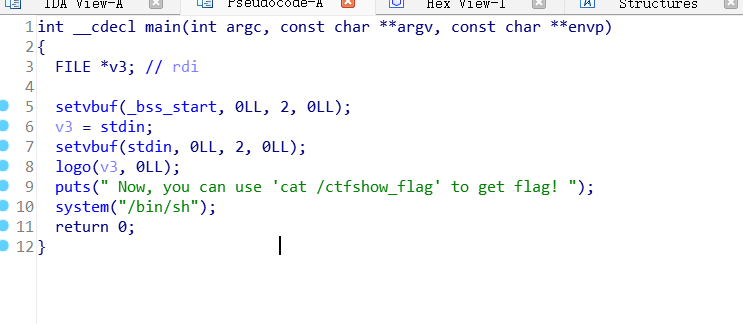 IDA View-A Pseudocode-A Hex View-1 Structures
1 int __cdecl main(int argc, const char **argv, const char **envp)
2 {
3 FILE *v3; // rdi
4
5 setvbuf(_bss_start, 0LL, 2, 0LL);
6 v3 = stdin;
7 setvbuf(stdin, 0LL, 2, 0LL);
8 logo(v3, 0LL);
9 puts(" Now, you can use 'cat /ctfshow_flag' to get flag! ");
10 system("/bin/sh");
11 return 0;
12 }